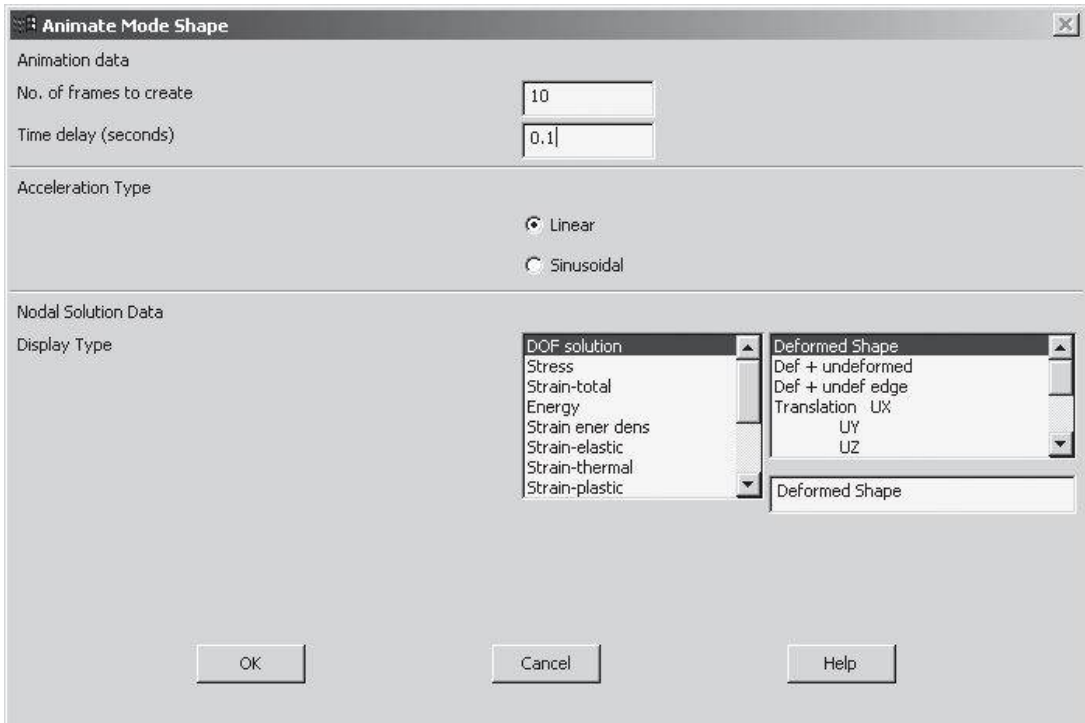 Animate Mode Shape
Animation data
No. of frames to create
10
Time delay (seconds)
0.1
Acceleration Type
Linear
Sinusoidal
Nodal Solution Data
Display Type
DOF solution
Stress
Strain-total
Energy
Strain ener dens
Strain-elastic
Strain-thermal
Strain-plastic
Deformed Shape
Def + undeformed
Def + undef edge
Translation UX
UY
UZ
Deformed Shape
OK
Cancel
Help